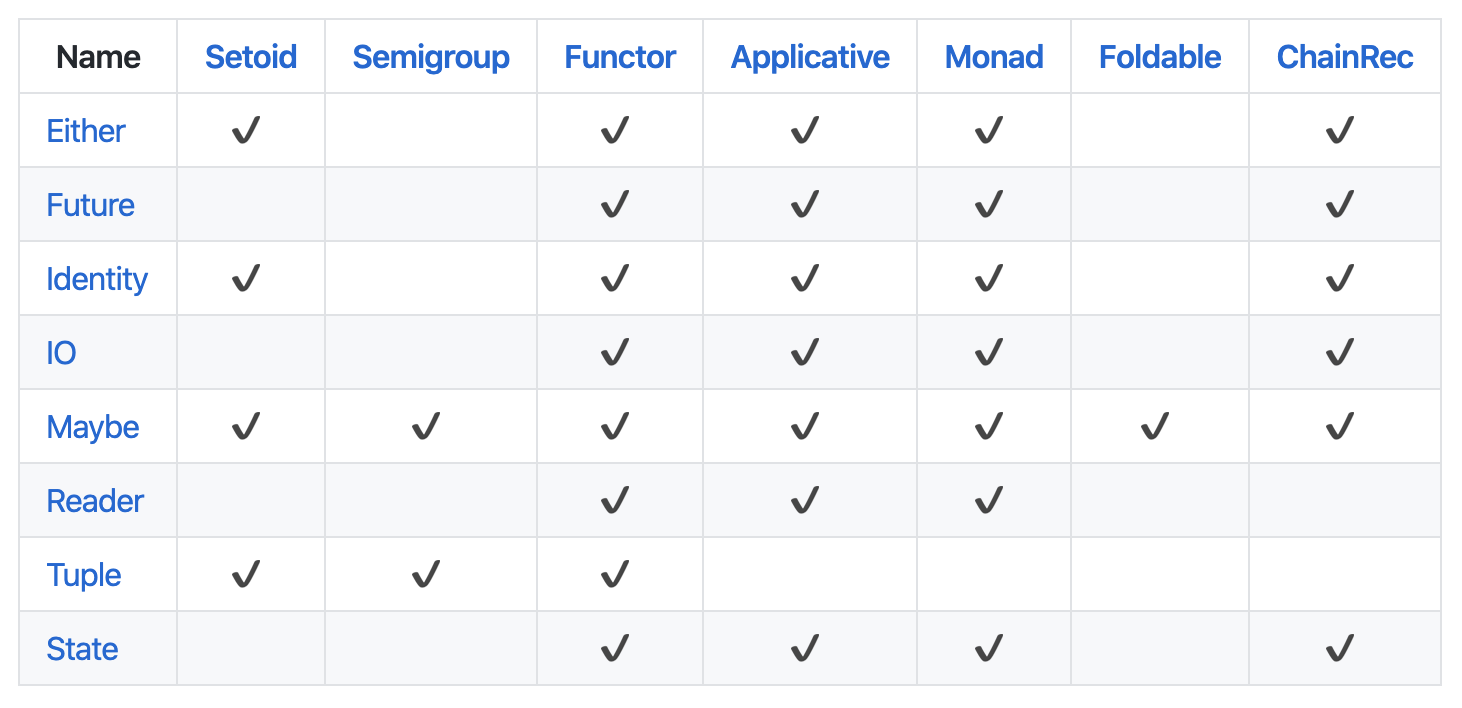 Name Setoid Semigroup Functor Applicative Monad Foldable ChainRec
Either ✔ ✔ ✔ ✔ ✔
Future ✔ ✔ ✔ ✔
Identity ✔ ✔ ✔ ✔ ✔
IO ✔ ✔ ✔ ✔
Maybe ✔ ✔ ✔ ✔ ✔ ✔ ✔
Reader ✔ ✔ ✔
Tuple ✔ ✔ ✔
State ✔ ✔ ✔ ✔